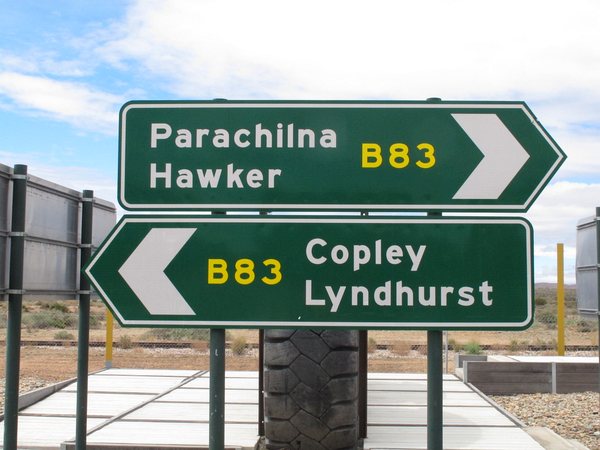 Parachilna
Hawker
B83
B83
Copley
Lyndhurst